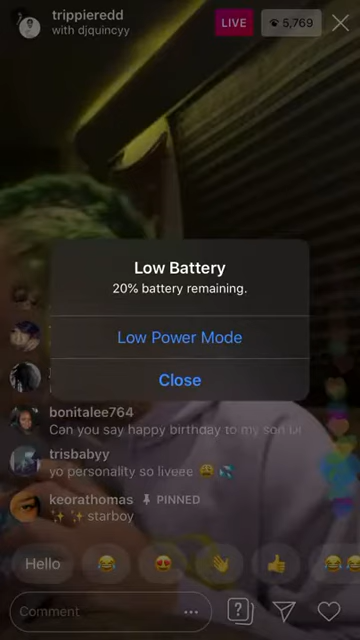 trippieredd
with djquincyy
LIVE
5,769
Low Battery
20% battery remaining.
Low Power Mode
Close
bonitalee764
Can you say happy birthday to my son
trisbabyy
yo personality so liveee 😩 💦
keorathomas PINNED
✨ ✨ starboy
Hello 😂 😍 👋 👍 😂😂
Comment ...